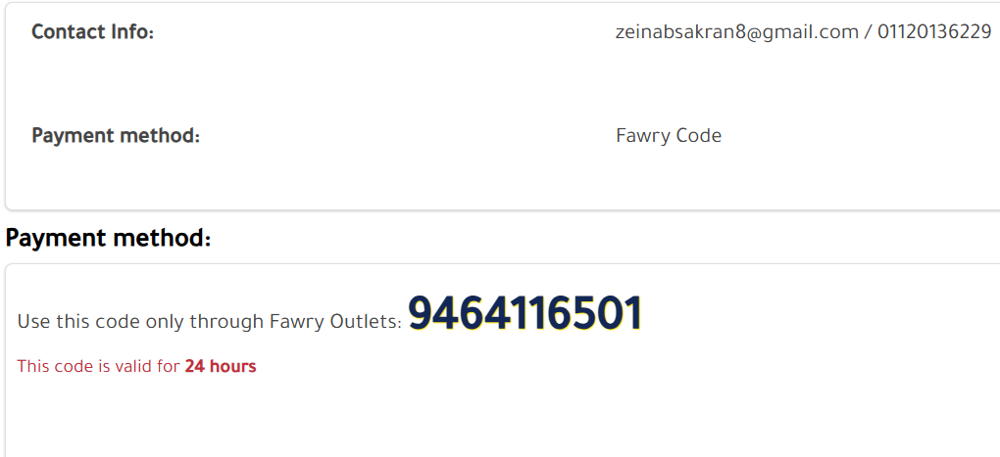 Contact Info: zeinabsakran8@gmail.com / 01120136229
Payment method: Fawry Code
Payment method:
Use this code only through Fawry Outlets: 9464116501
This code is valid for 24 hours